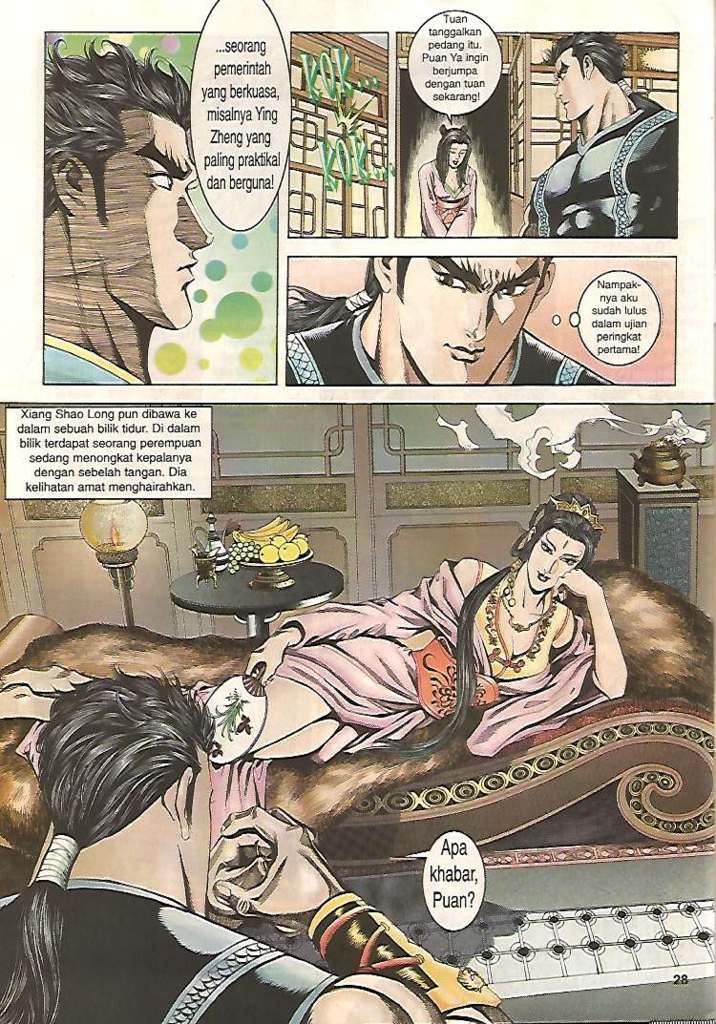 ...seorang
pemerintah
yang berkuasa,
misalnya Ying
Zheng yang
paling praktikal
dan berguna!
KOK...
KOK...
Tuan
tanggalkan
pedang itu.
Puan Ya ingin
berjumpa
dengan tuan
sekarang!
Nampak-
nya aku
sudah lulus
dalam ujian
peringkat
pertama!
Xiang Shao Long pun dibawa ke
dalam sebuah bilik tidur. Di dalam
bilik terdapat seorang perempuan
sedang menongkat kepalanya
dengan sebelah tangan. Dia
kelihatan amat menghairahkan.
Apa
khabar,
Puan?
28